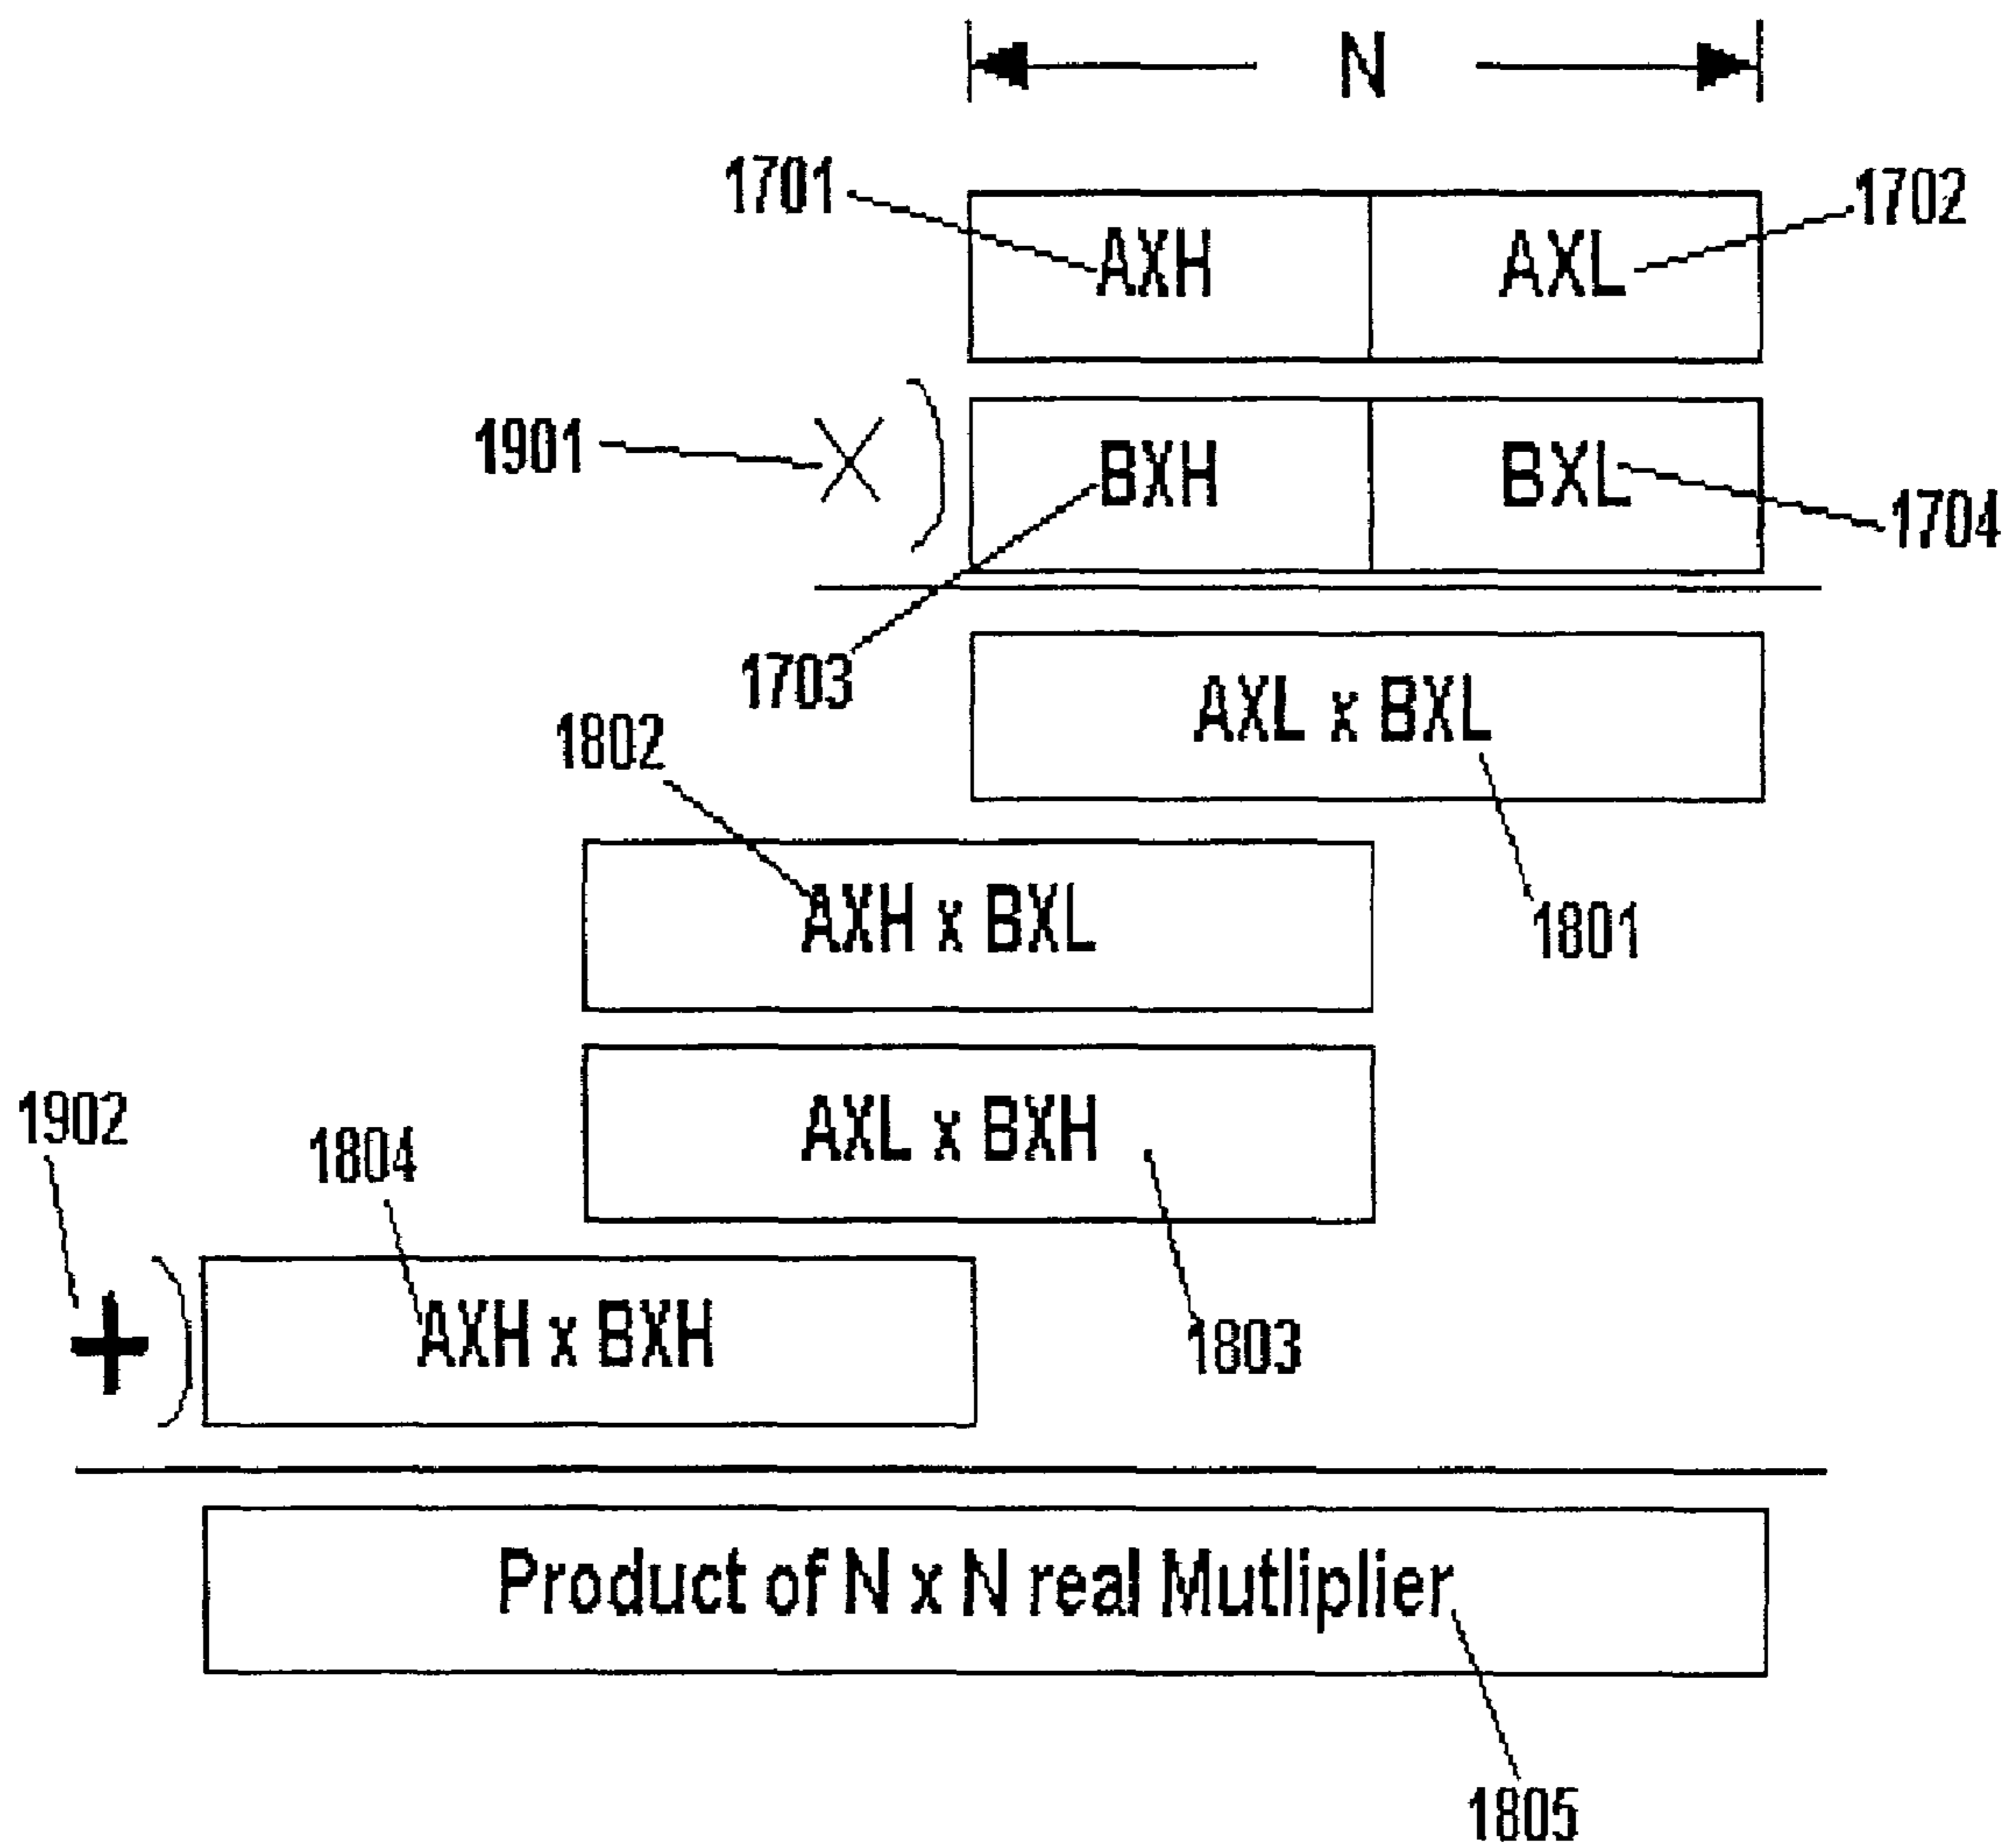 N
1701
AXH
AXL
1702
1901
X
BXH
BXL
1704
1703
AXL x BXL
1802
1801
AXH x BXL
1902
1804
AXL x BXH
1803
+
AXH x BXH
Product of N x N real Mutliplier
1805